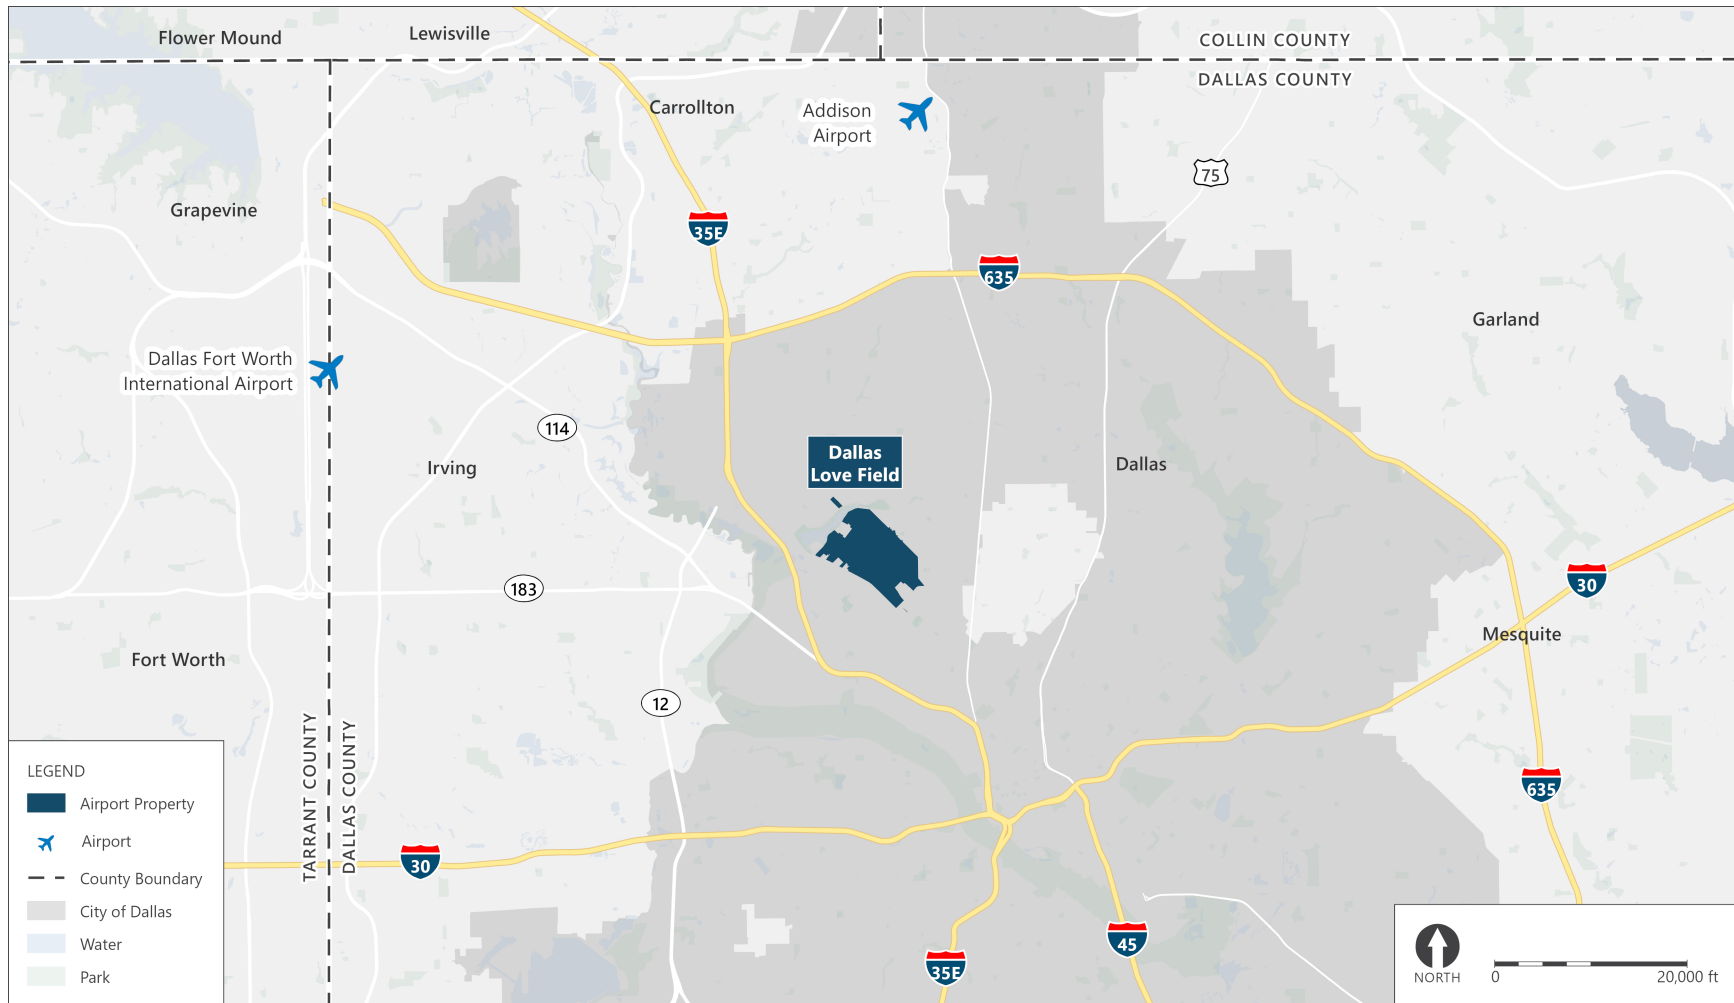 Flower Mound
Lewisville
COLLIN COUNTY
DALLAS COUNTY
Carrollton
Addison
Airport
75
Grapevine
35E
635
Garland
Dallas Fort Worth
International Airport
114
Irving
Dallas
Love Field
Dallas
183
30
Mesquite
Fort Worth
12
TARRANT COUNTY
DALLAS COUNTY
635
30
45
35E
LEGEND
Airport Property
Airport
County Boundary
City of Dallas
Water
Park
NORTH
0
20,000 ft